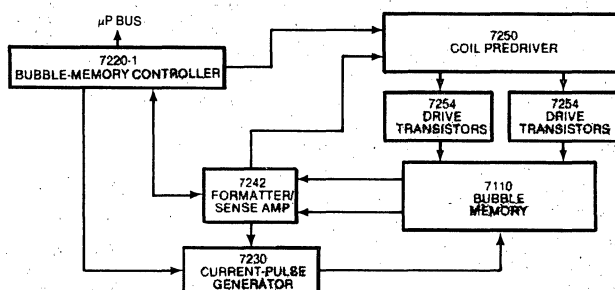 µP BUS
7220-1
BUBBLE-MEMORY CONTROLLER
7250
COIL PREDRIVER
7254
DRIVE
TRANSISTORS
7254
DRIVE
TRANSISTORS
7242
FORMATTER/
SENSE AMP
7110
BUBBLE
MEMORY
7230
CURRENT-PULSE
GENERATOR